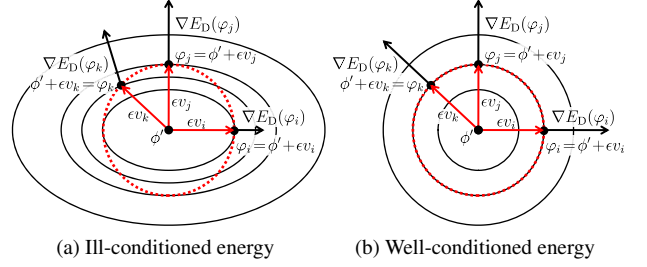 ∇E_D(φ_j)
∇E_D(φ_k)
φ_j = φ′ + ϵv_j
φ′ + ϵv_k = φ_k
ϵv_j
ϵv_k
ϵv_i
∇E_D(φ_i)
φ′
φ_i = φ′ + ϵv_i
(a) Ill-conditioned energy
∇E_D(φ_j)
∇E_D(φ_k)
φ_j = φ′ + ϵv_j
φ′ + ϵv_k = φ_k
ϵv_j
ϵv_k
ϵv_i
∇E_D(φ_i)
φ′
φ_i = φ′ + ϵv_i
(b) Well-conditioned energy